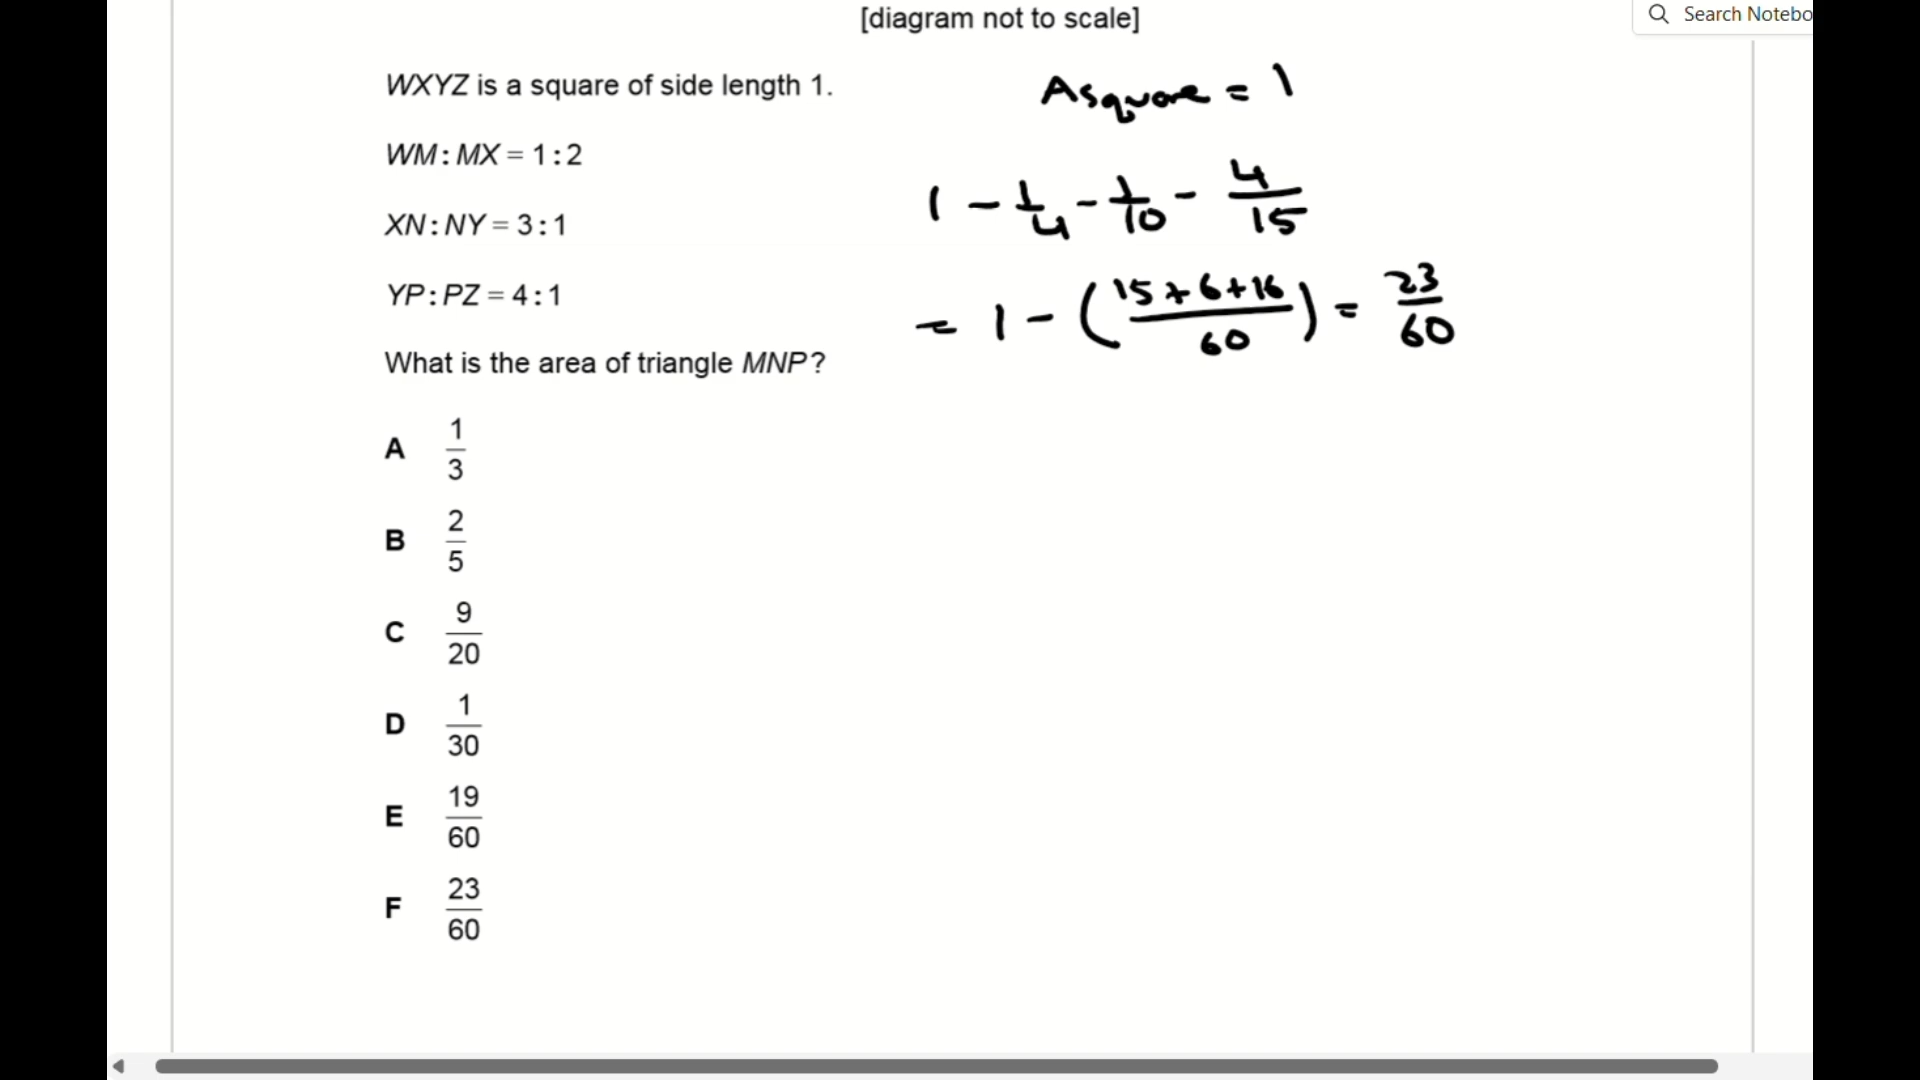 [diagram not to scale]
Search Notebo
WXYZ is a square of side length 1.
Asquare = 1
WM : MX = 1 : 2
1 - 1/4 - 1/10 - 4/15
XN : NY = 3 : 1
YP : PZ = 4 : 1
= 1 - (15+6+16/60) = 23/60
What is the area of triangle MNP?
A 1/3
B 2/5
C 9/20
D 1/30
E 19/60
F 23/60